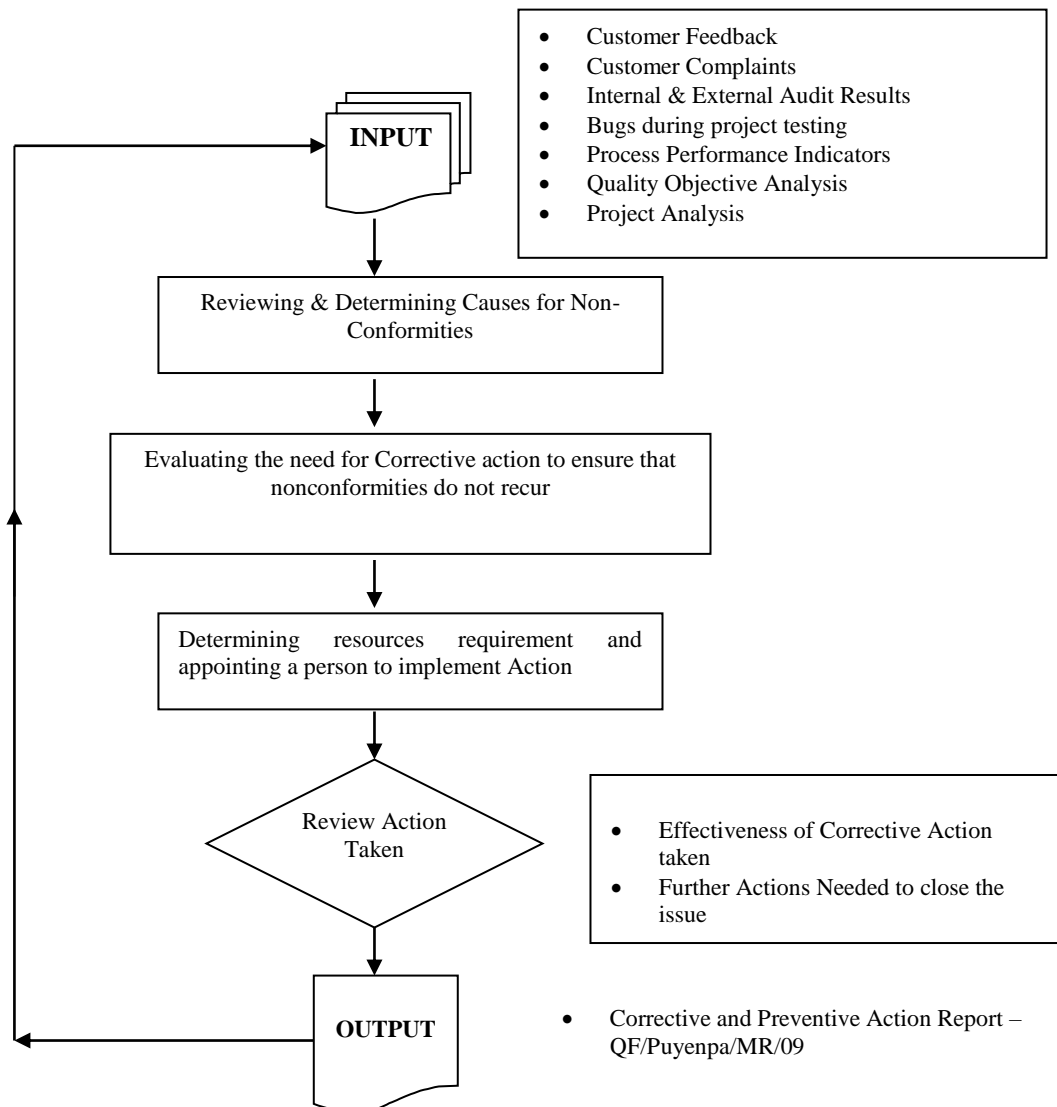 • Customer Feedback
• Customer Complaints
• Internal & External Audit Results
• Bugs during project testing
• Process Performance Indicators
• Quality Objective Analysis
• Project Analysis
INPUT
Reviewing & Determining Causes for Non-
Conformities
Evaluating the need for Corrective action to ensure that
nonconformities do not recur
Determining resources requirement and
appointing a person to implement Action
Review Action
Taken
• Effectiveness of Corrective Action
taken
• Further Actions Needed to close the
issue
OUTPUT
• Corrective and Preventive Action Report –
QF/Puyenpa/MR/09